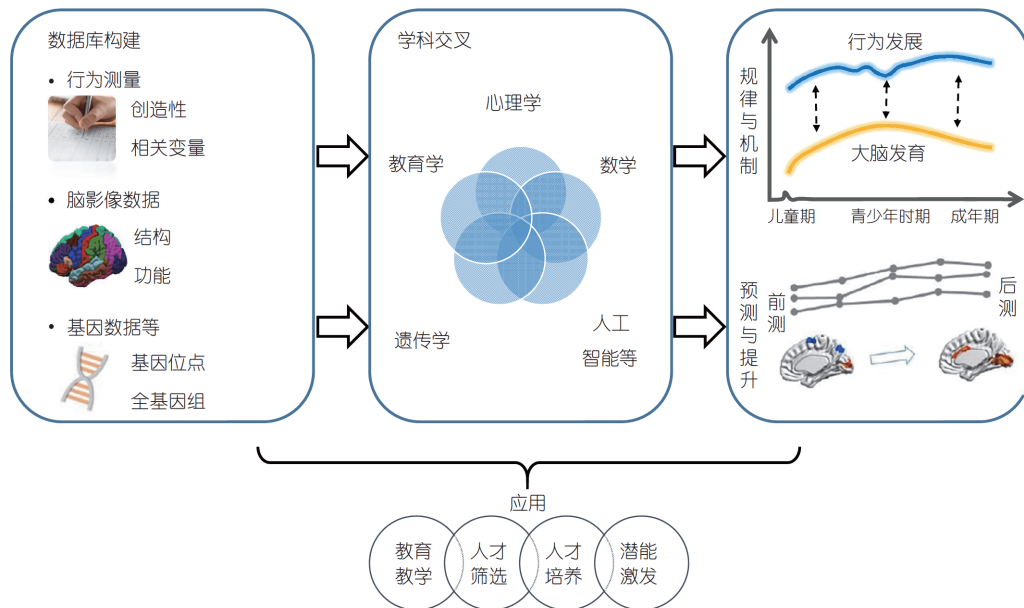 数据库构建
• 行为测量
创造性
相关变量
• 脑影像数据
结构
功能
• 基因数据等
基因位点
全基因组
学科交叉
心理学
教育学
数学
遗传学
人工
智能等
规律与机制
行为发展
大脑发育
儿童期
青少年时期
成年期
预测与提升
前测
后测
应用
教育
教学
人才
筛选
人才
培养
潜能
激发